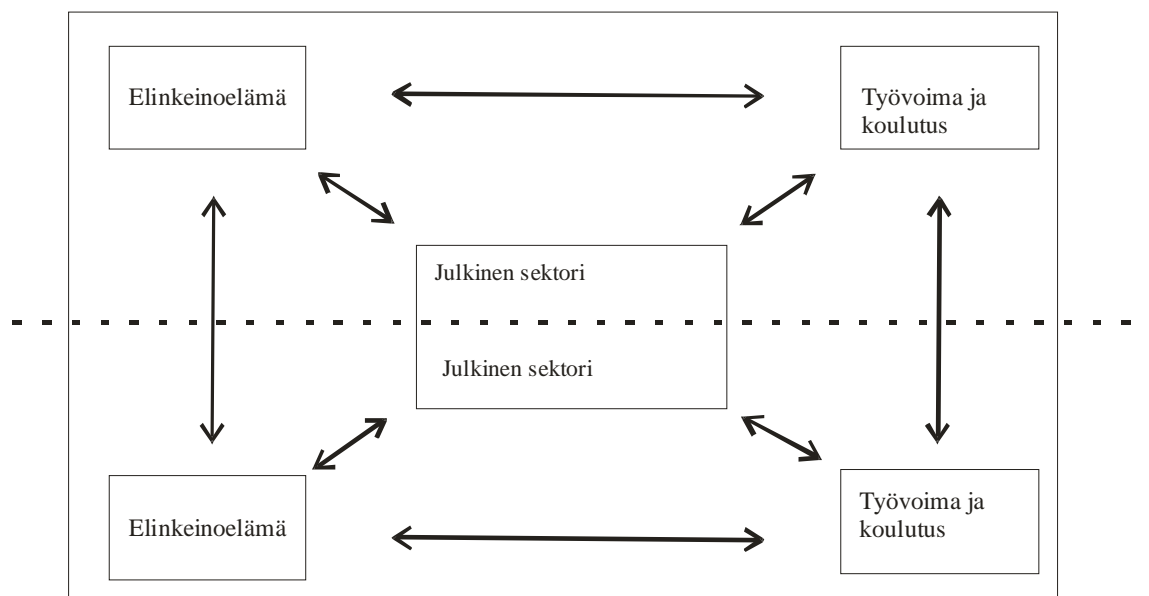 Elinkeinoelämä
Työvoima ja
koulutus
Julkinen sektori
Julkinen sektori
Elinkeinoelämä
Työvoima ja
koulutus